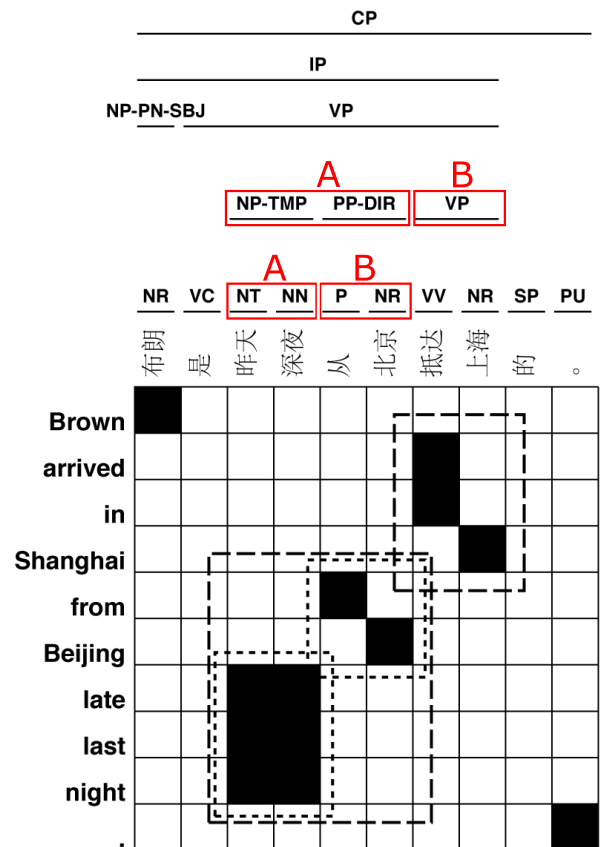 CP
IP
NP-PN-SBJ VP
A B
NP-TMP PP-DIR VP
A B
NR VC NT NN P NR VV NR SP PU
布朗 是 昨天 深夜 从 北京 抵达 上海 的 。
Brown
arrived
in
Shanghai
from
Beijing
late
last
night
.